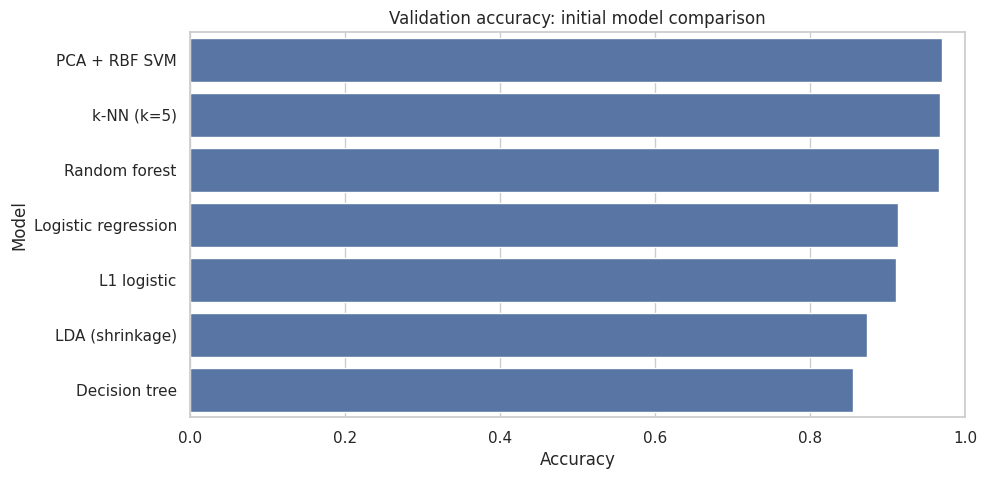 Validation accuracy: initial model comparison
PCA + RBF SVM
k-NN (k=5)
Random forest
Logistic regression
L1 logistic
LDA (shrinkage)
Decision tree
Model
0.0 0.2 0.4 0.6 0.8 1.0
Accuracy